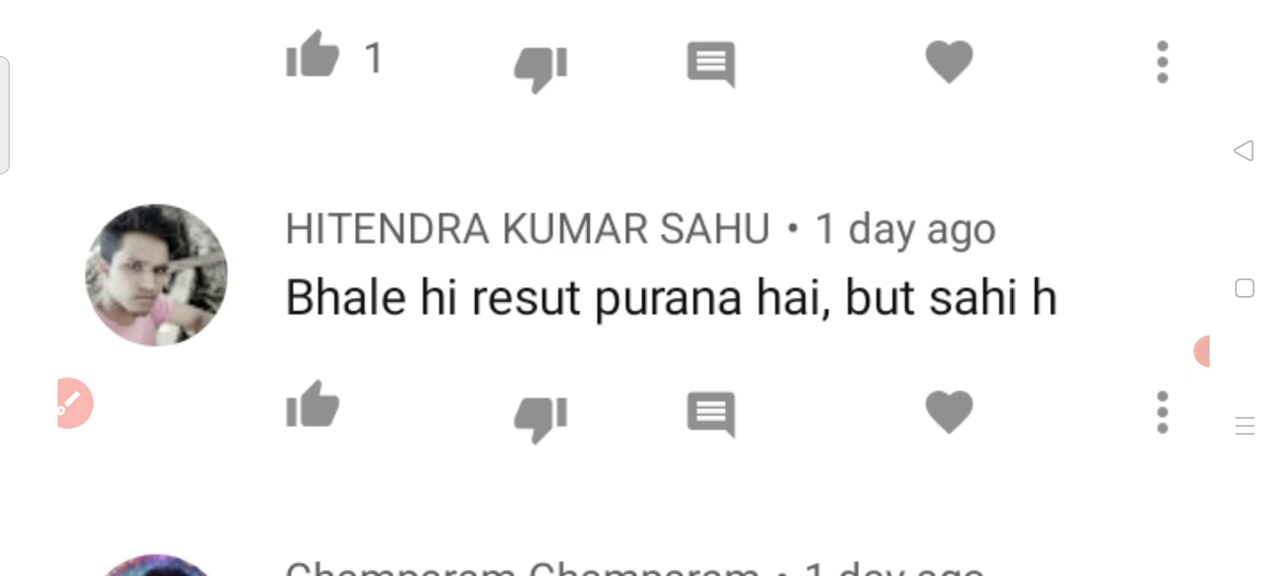 1
HITENDRA KUMAR SAHU • 1 day ago
Bhale hi resut purana hai, but sahi h
Champaram Champaram • 1 day ago